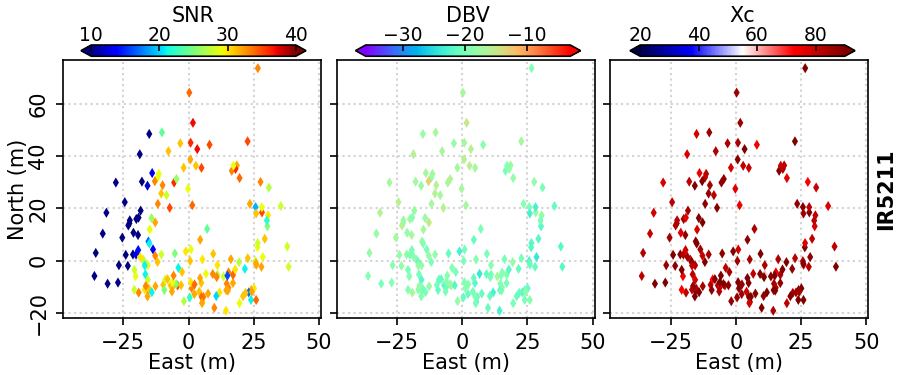 SNR DBV Xc
10 20 30 40 −30 −20 −10 20 40 60 80
60
40
20
0
−20
North (m)
IR5211
−25 0 25 50 −25 0 25 50 −25 0 25 50
East (m) East (m) East (m)